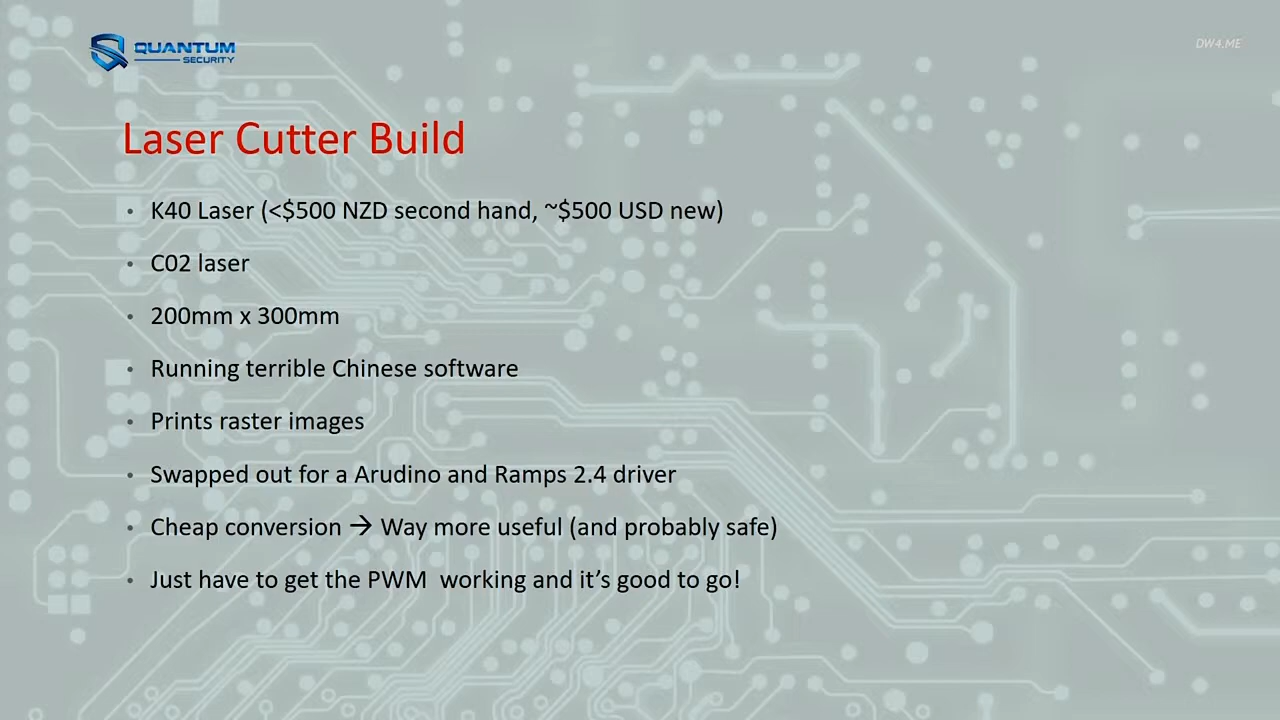 QUANTUM
SECURITY
DW4.ME
Laser Cutter Build
• K40 Laser (<$500 NZD second hand, ~$500 USD new)
• C02 laser
• 200mm x 300mm
• Running terrible Chinese software
• Prints raster images
• Swapped out for a Arudino and Ramps 2.4 driver
• Cheap conversion → Way more useful (and probably safe)
• Just have to get the PWM  working and it’s good to go!